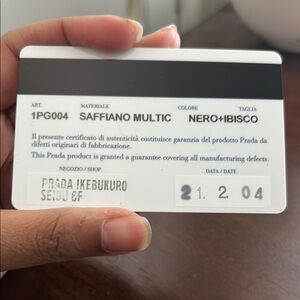 ART. MATERIALE COLORE TAGLIA
1PG004 SAFFIANO MULTIC NERO+IBISCO
Il presente certificato di autenticità costituisce garanzia del prodotto Prada da
difetti originari di fabbricazione.
This Prada product is granted a guarantee covering all manufacturing defects.
NEGOZIO / SHOP DATA / DATE
PRADA IKEBUKURO
SEIBU 6F
21. 2. 04